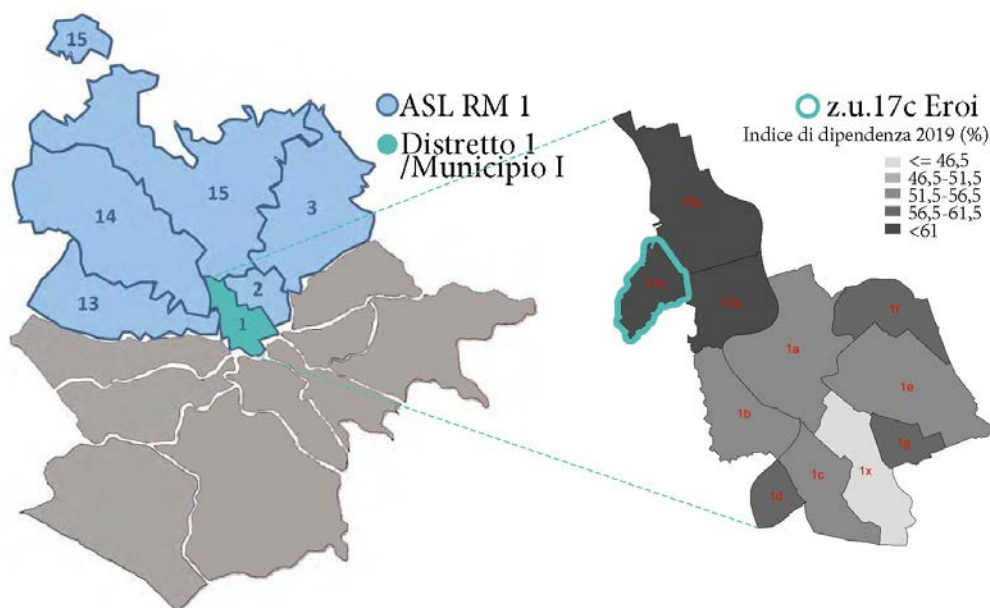 15
ASL RM 1
Distretto 1
/Municipio I
15
3
14
2
13
1
z.u.17c Eroi
Indice di dipendenza 2019 (%)
<= 46,5
46,5-51,5
51,5-56,5
56,5-61,5
<61
1f
1a
1e
1b
1g
1x
1c
1d